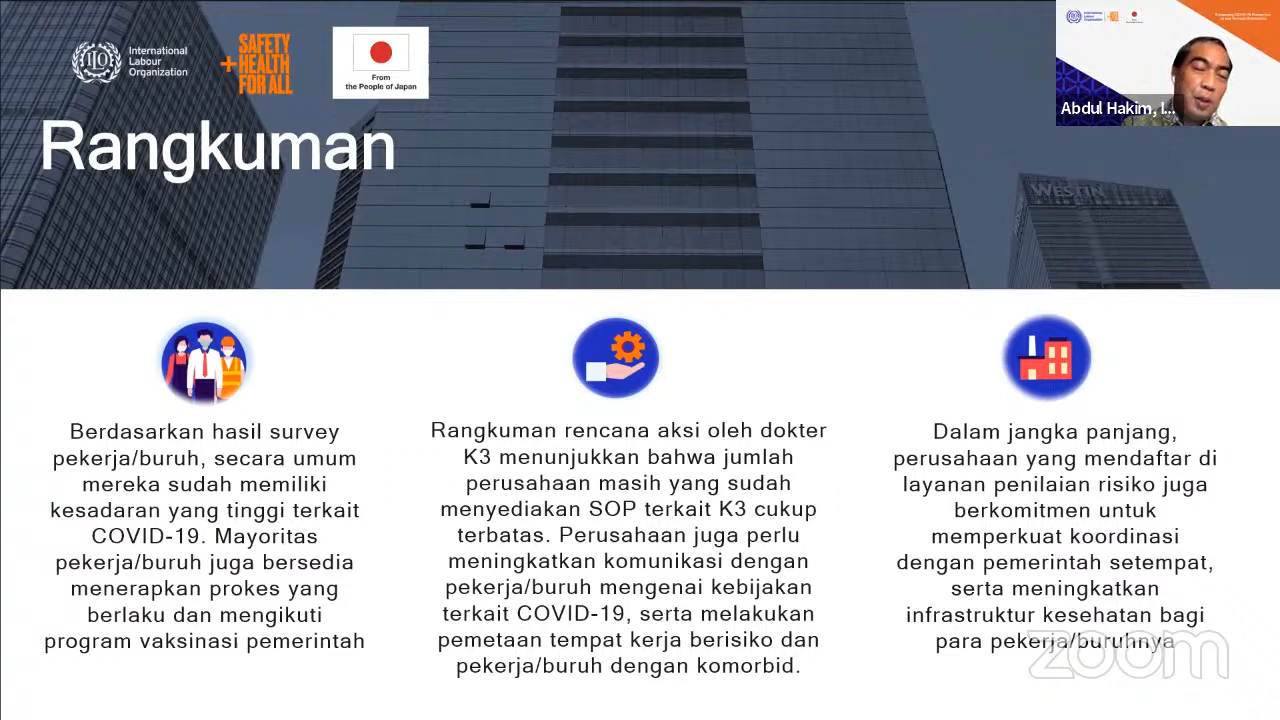 International
Labour
Organization
SAFETY
+HEALTH
FOR ALL
From
the People of Japan
Rangkuman
WESTIN
Abdul Hakim, I...
Berdasarkan hasil survey
pekerja/buruh, secara umum
mereka sudah memiliki
kesadaran yang tinggi terkait
COVID-19. Mayoritas
pekerja/buruh juga bersedia
menerapkan prokes yang
berlaku dan mengikuti
program vaksinasi pemerintah
Rangkuman rencana aksi oleh dokter
K3 menunjukkan bahwa jumlah
perusahaan masih yang sudah
menyediakan SOP terkait K3 cukup
terbatas. Perusahaan juga perlu
meningkatkan komunikasi dengan
pekerja/buruh mengenai kebijakan
terkait COVID-19, serta melakukan
pemetaan tempat kerja berisiko dan
pekerja/buruh dengan komorbid.
Dalam jangka panjang,
perusahaan yang mendaftar di
layanan penilaian risiko juga
berkomitmen untuk
memperkuat koordinasi
dengan pemerintah setempat,
serta meningkatkan
infrastruktur kesehatan bagi
para pekerja/buruhnya
zoom